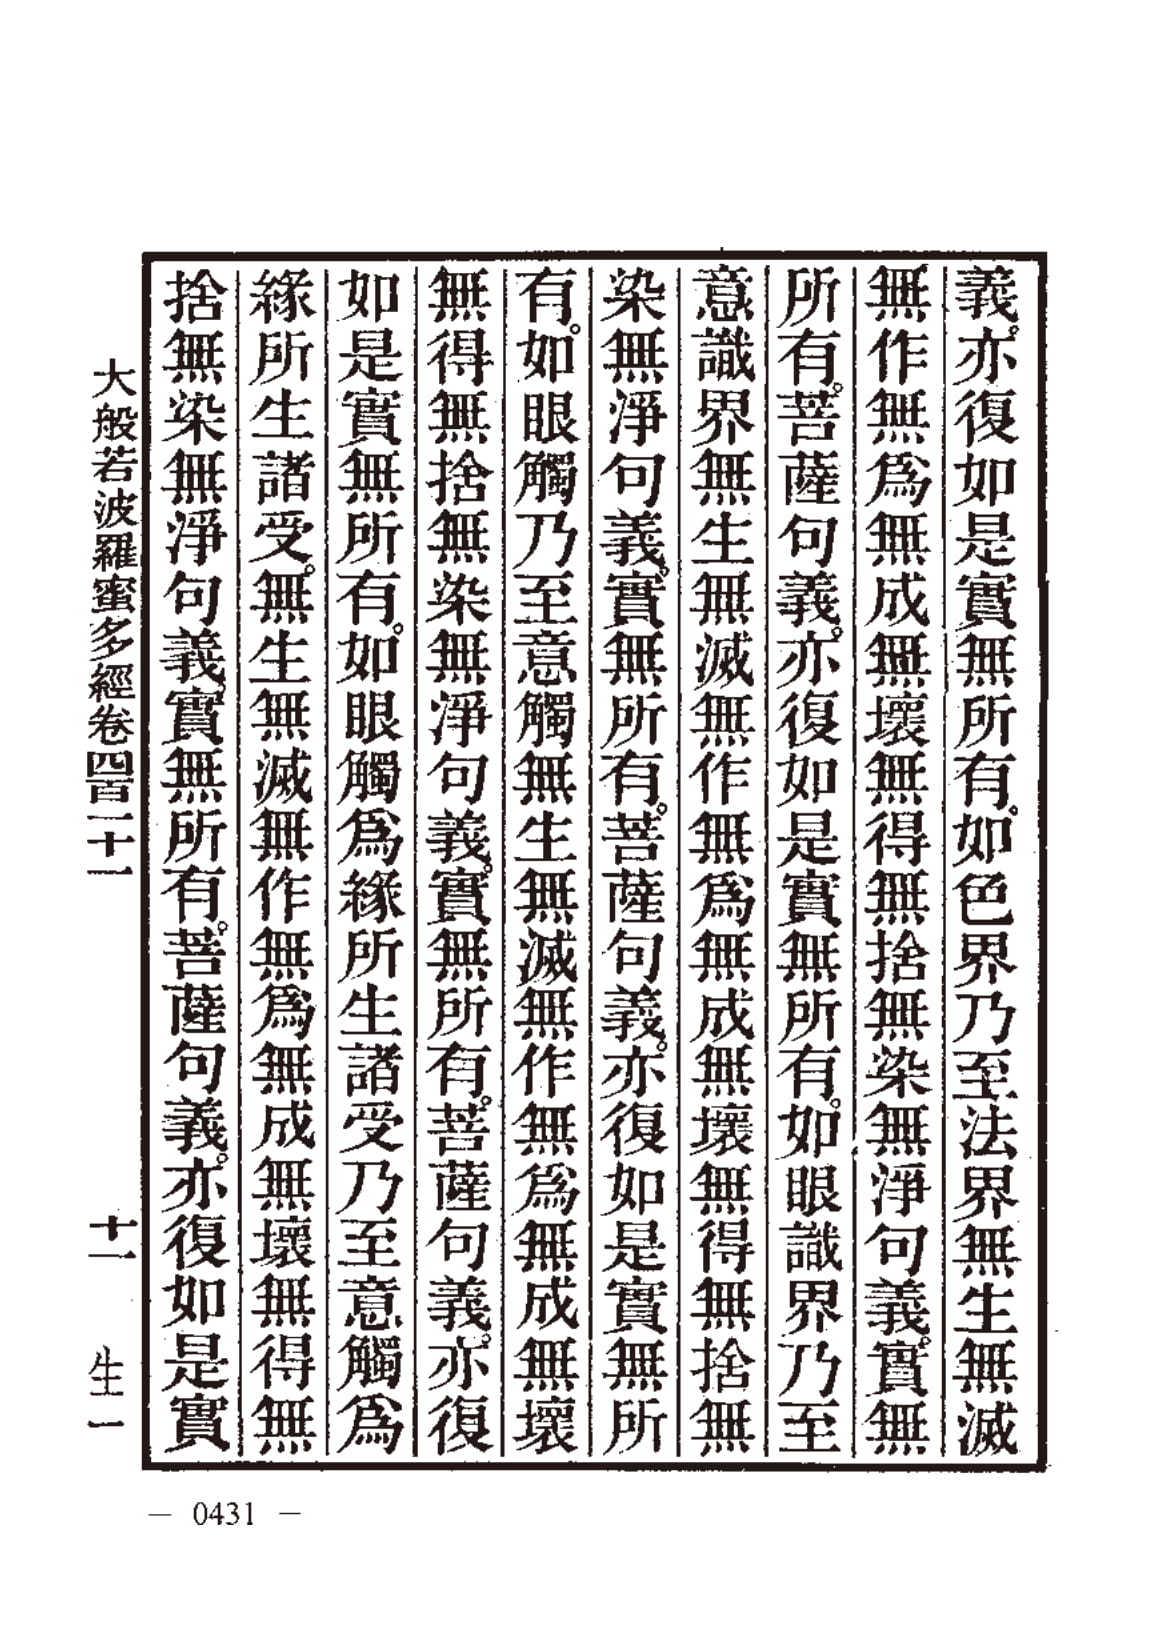 義。亦復如是實無所有。如色界乃至法界無生無滅
無作無爲無成無壞無得無捨無染無淨句義。實無
所有。菩薩句義。亦復如是實無所有。如眼識界乃至
意識界無生無滅無作無爲無成無壞無得無捨無
染無淨句義。實無所有。菩薩句義。亦復如是實無所
有。如眼觸乃至意觸無生無滅無作無爲無成無壞
無得無捨無染無淨句義。實無所有。菩薩句義。亦復
如是實無所有。如眼觸爲緣所生諸受乃至意觸爲
緣所生諸受。無生無滅無作無爲無成無壞無得無
捨無染無淨句義。實無所有。菩薩句義。亦復如是實
大般若波羅蜜多經卷四百一十一 十一 生一
— 0431 —